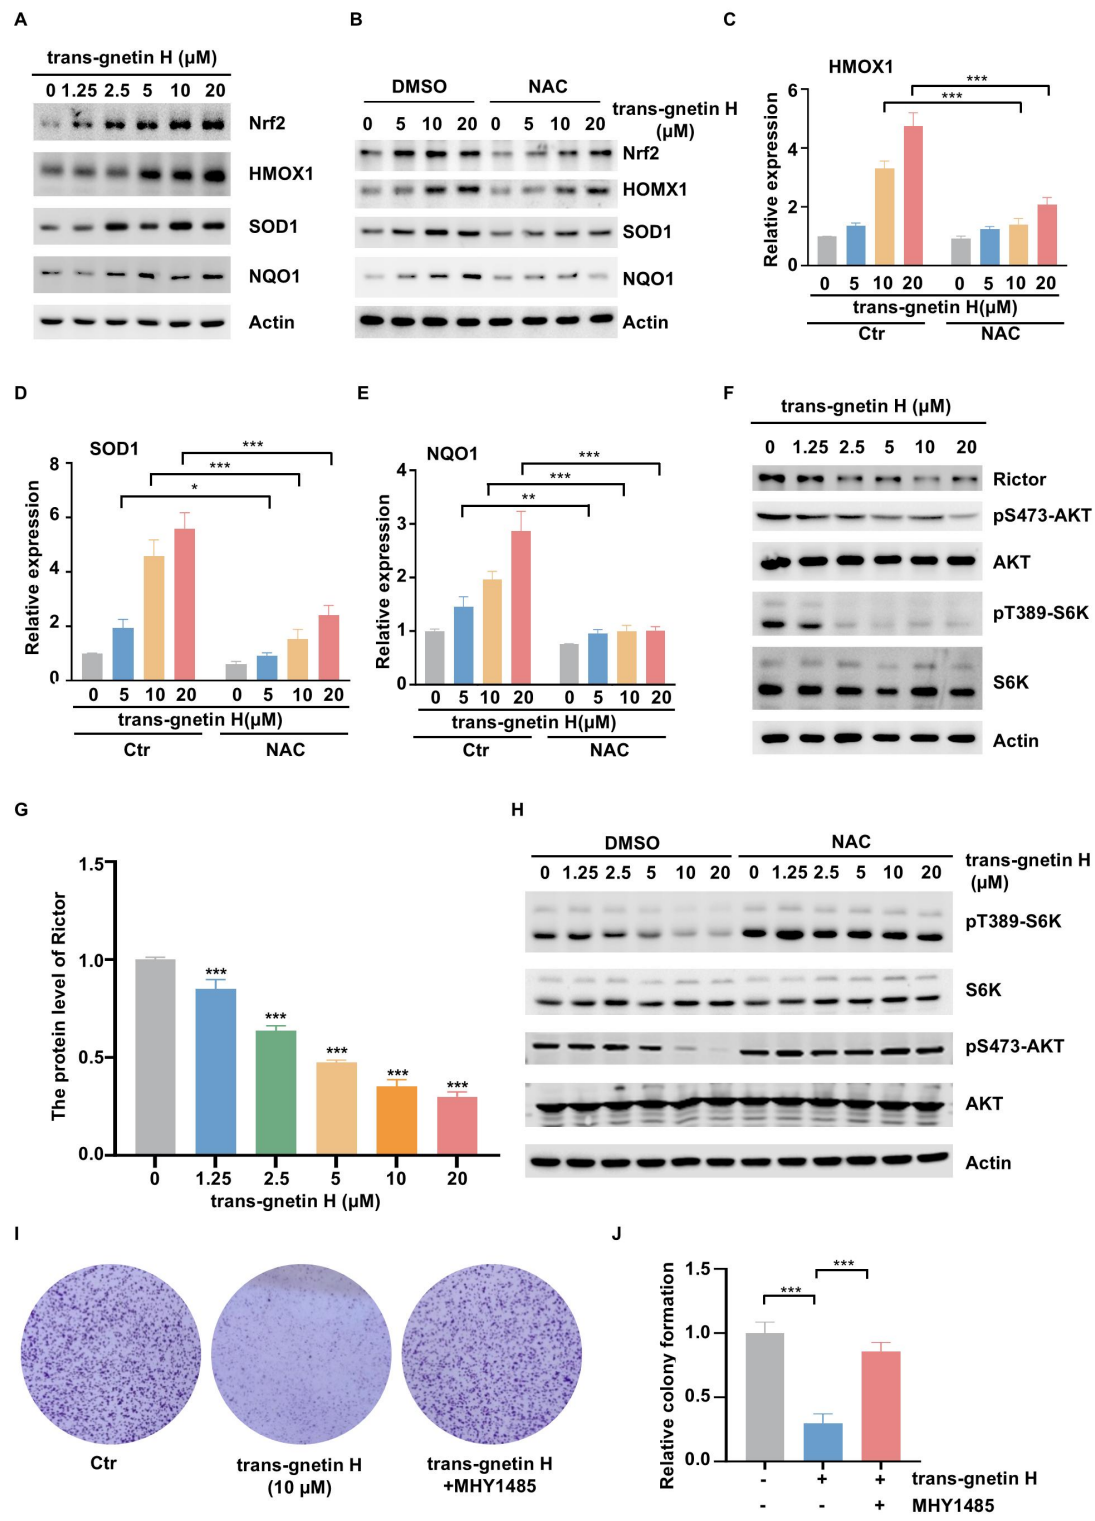 A
trans-gnetin H (μM)
0 1.25 2.5 5 10 20
Nrf2
HMOX1
SOD1
NQO1
Actin
B
DMSO NAC
trans-gnetin H
(μM)
0 5 10 20 0 5 10 20
Nrf2
HOMX1
SOD1
NQO1
Actin
C
HMOX1
***
***
Relative expression
6
4
2
0
0 5 10 20 0 5 10 20
trans-gnetin H(μM)
Ctr NAC
D
SOD1
***
***
*
Relative expression
8
6
4
2
0
0 5 10 20 0 5 10 20
trans-gnetin H(μM)
Ctr NAC
E
NQO1
***
***
**
Relative expression
4
3
2
1
0
0 5 10 20 0 5 10 20
trans-gnetin H(μM)
Ctr NAC
F
trans-gnetin H (μM)
0 1.25 2.5 5 10 20
Rictor
pS473-AKT
AKT
pT389-S6K
S6K
Actin
G
The protein level of Rictor
1.5
1.0
0.5
0.0
*** *** *** *** ***
0 1.25 2.5 5 10 20
trans-gnetin H (μM)
H
DMSO NAC
trans-gnetin H
(μM)
0 1.25 2.5 5 10 20 0 1.25 2.5 5 10 20
pT389-S6K
S6K
pS473-AKT
AKT
Actin
I
Ctr
trans-gnetin H
(10 μM)
trans-gnetin H
+MHY1485
J
Relative colony formation
1.5
1.0
0.5
0.0
***
***
- + + trans-gnetin H
- - + MHY1485